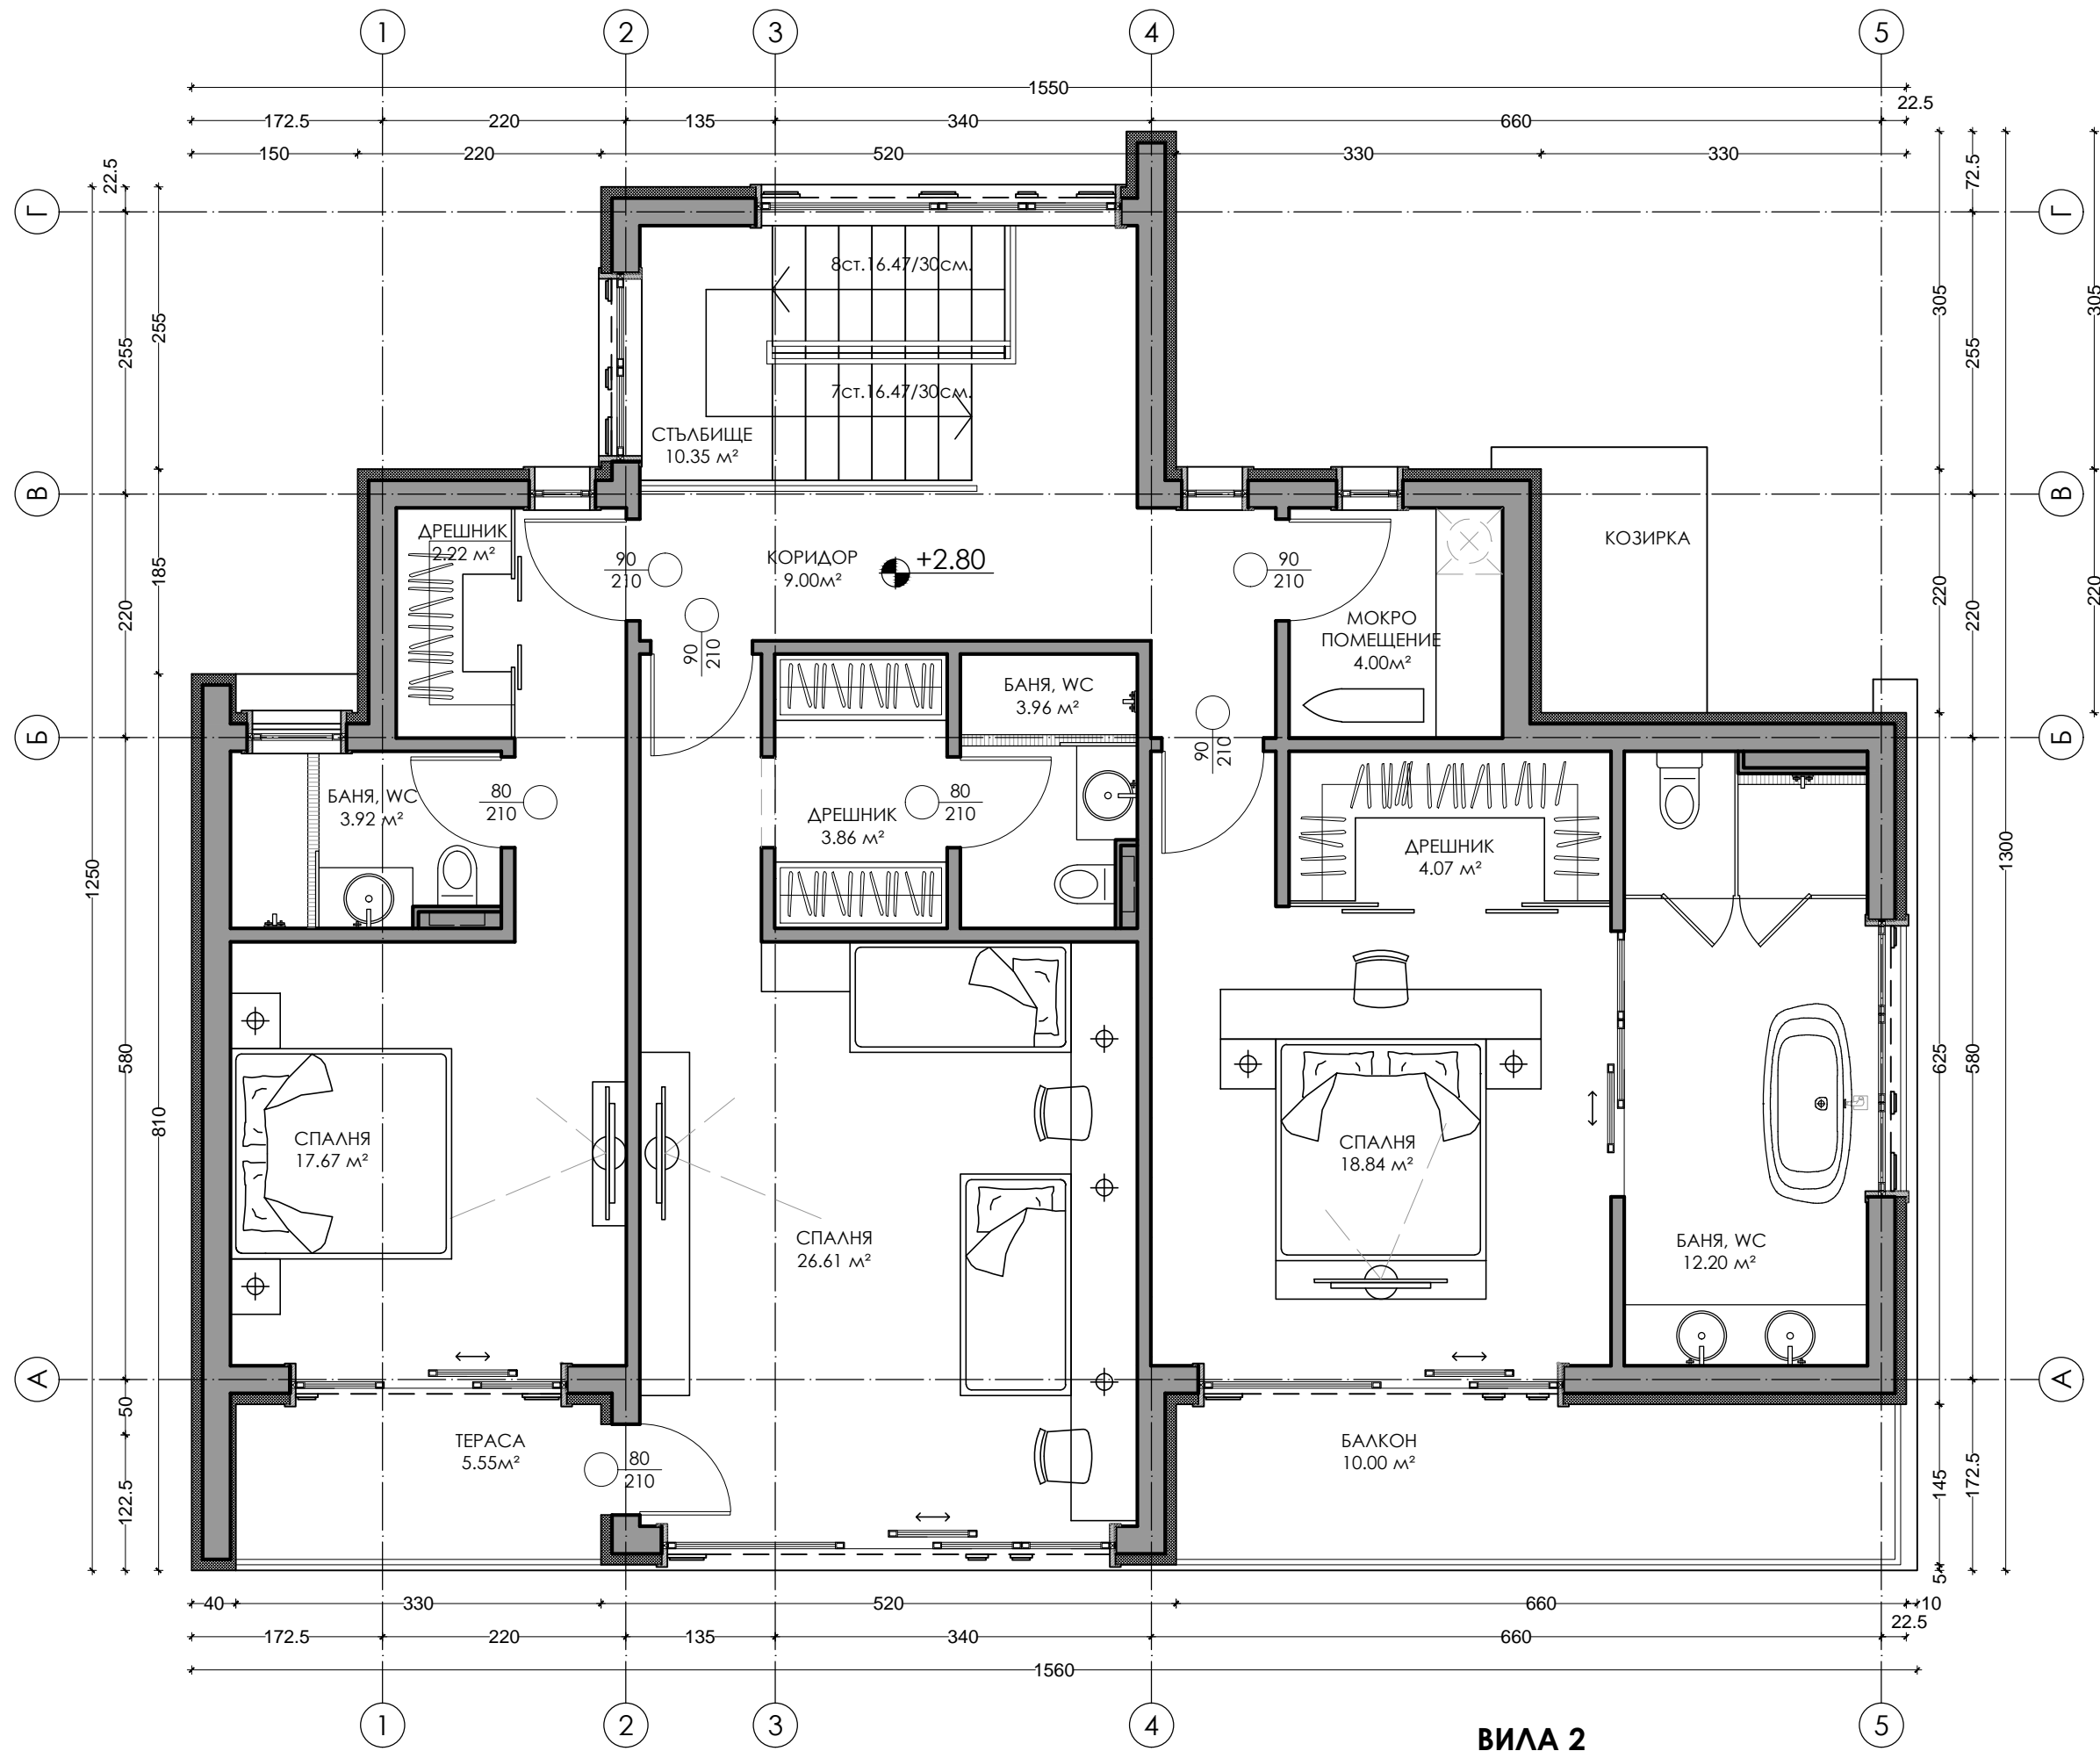 1 2 3 4 5
1550
22.5
172.5 220 135 340 660
150 220 520 330 330
22.5
72.5
Г Г
8ст.16.47/30см.
255 255 305 255 305
7ст.16.47/30см.
СТЪЛБИЩЕ
10.35 м²
В В
ДРЕШНИК
2.22 м²
90
210
КОРИДОР
9.00м²
+2.80
90
210
КОЗИРКА
185
220
220 220 220
90
210
МОКРО
ПОМЕЩЕНИЕ
4.00м²
БАНЯ, WC
3.96 м²
90
210
Б Б
БАНЯ, WC
3.92 м²
80
210
ДРЕШНИК
3.86 м²
80
210
ДРЕШНИК
4.07 м²
1250
1300
580
810
625
580
СПАЛНЯ
17.67 м²
СПАЛНЯ
18.84 м²
СПАЛНЯ
26.61 м²
БАНЯ, WC
12.20 м²
А А
50
ТЕРАСА
5.55м²
80
210
БАЛКОН
10.00 м²
122.5
145
172.5
5
40 330 520 660 10
172.5 220 135 340 660 22.5
1560
1 2 3 4 5
ВИЛА 2